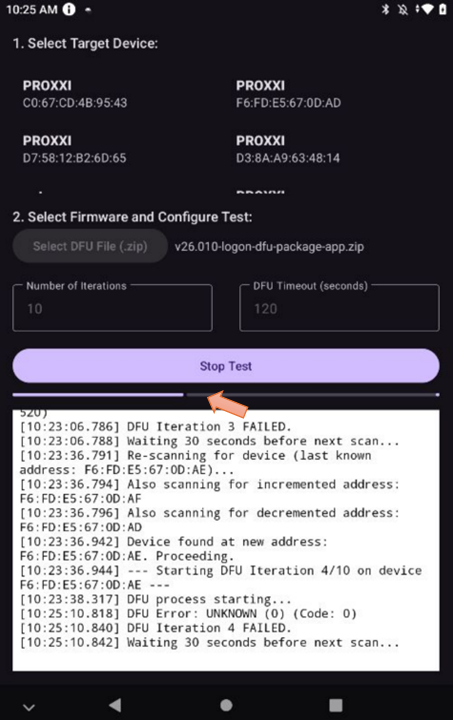 10:25 AM
1. Select Target Device:
PROXXI
C0:67:CD:4B:95:43
PROXXI
F6:FD:E5:67:0D:AD
PROXXI
D7:58:12:B2:6D:65
PROXXI
D3:8A:A9:63:48:14
PROXXI
2. Select Firmware and Configure Test:
Select DFU File (.zip)
v26.010-logon-dfu-package-app.zip
Number of Iterations
10
DFU Timeout (seconds)
120
Stop Test
520)
[10:23:06.786] DFU Iteration 3 FAILED.
[10:23:06.788] Waiting 30 seconds before next scan...
[10:23:36.791] Re-scanning for device (last known
address: F6:FD:E5:67:0D:AE)...
[10:23:36.794] Also scanning for incremented address:
F6:FD:E5:67:0D:AF
[10:23:36.796] Also scanning for decremented address:
F6:FD:E5:67:0D:AD
[10:23:36.942] Device found at new address:
F6:FD:E5:67:0D:AE. Proceeding.
[10:23:36.944] --- Starting DFU Iteration 4/10 on device
F6:FD:E5:67:0D:AE ---
[10:23:38.317] DFU process starting...
[10:25:10.818] DFU Error: UNKNOWN (0) (Code: 0)
[10:25:10.840] DFU Iteration 4 FAILED.
[10:25:10.842] Waiting 30 seconds before next scan...